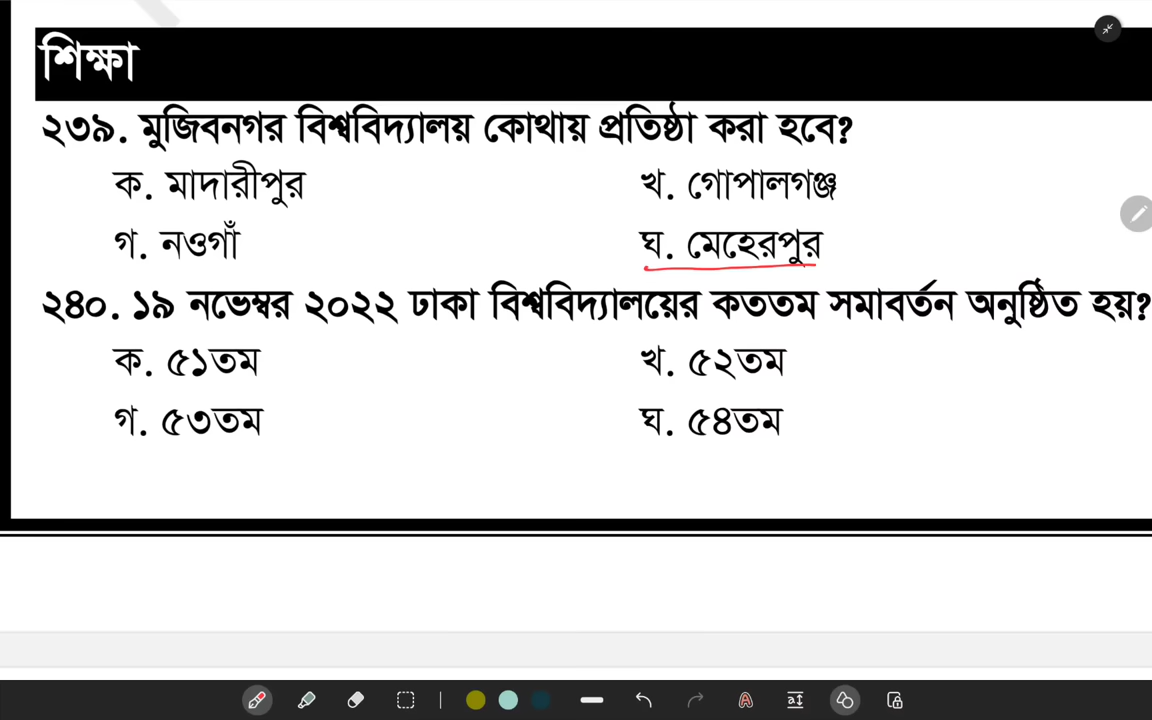 শিক্ষা
২৩৯. মুজিবনগর বিশ্ববিদ্যালয় কোথায় প্রতিষ্ঠা করা হবে?
ক. মাদারীপুর খ. গোপালগঞ্জ
গ. নওগাঁ ঘ. মেহেরপুর
২৪০. ১৯ নভেম্বর ২০২২ ঢাকা বিশ্ববিদ্যালয়ের কততম সমাবর্তন অনুষ্ঠিত হয়?
ক. ৫১তম খ. ৫২তম
গ. ৫৩তম ঘ. ৫৪তম